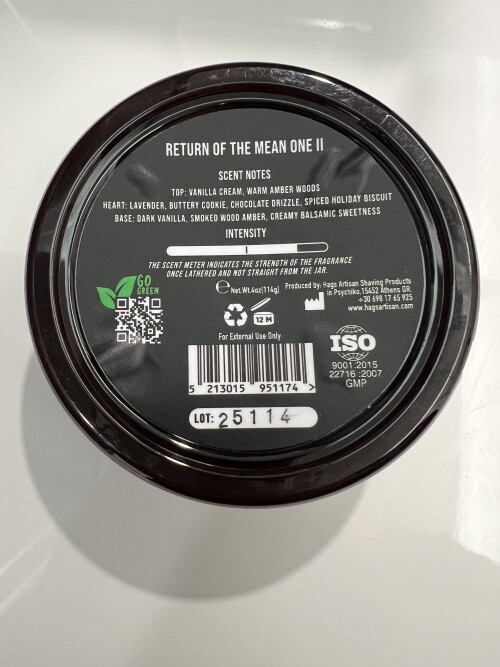 RETURN OF THE MEAN ONE II
SCENT NOTES
TOP: VANILLA CREAM, WARM AMBER WOODS
HEART: LAVENDER, BUTTERY COOKIE, CHOCOLATE DRIZZLE, SPICED HOLIDAY BISCUIT
BASE: DARK VANILLA, SMOKED WOOD AMBER, CREAMY BALSAMIC SWEETNESS
INTENSITY
THE SCENT METER INDICATES THE STRENGTH OF THE FRAGRANCE
ONCE LATHERED AND NOT STRAIGHT FROM THE JAR.
GO
GREEN
℮ Net.Wt.4oz(114g)
Produced by: Hags Artisan Shaving Products
in Psychiko,15452 Athens GR.
+30 698 17 65 925
www.hagsartisan.com
12 M
For External Use Only
5 213015 951174 >
LOT: 25114
ISO
9001:2015
22716 :2007
GMP